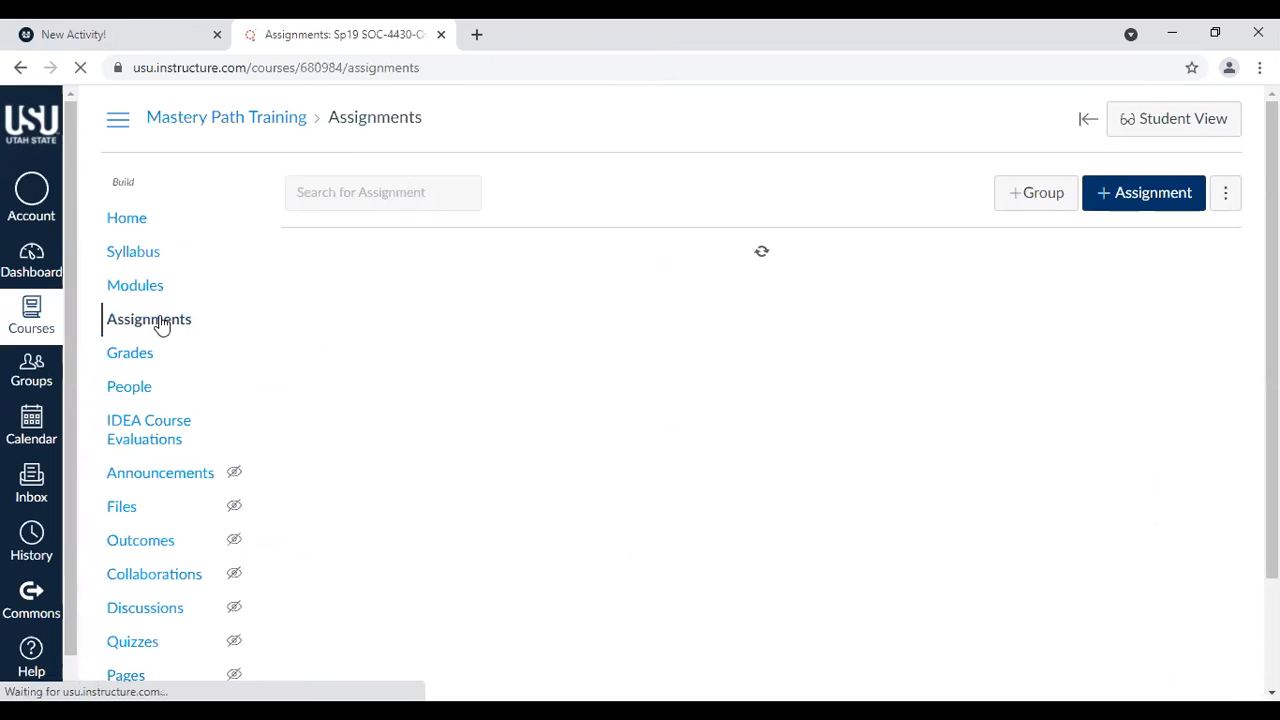 New Activity!
Assignments: Sp19 SOC-4430-O
usu.instructure.com/courses/680984/assignments
USU
UTAH STATE
Account
Dashboard
Courses
Groups
Calendar
Inbox
History
Commons
Help
Mastery Path Training › Assignments
Student View
Build
Home
Syllabus
Modules
Assignments
Grades
People
IDEA Course
Evaluations
Announcements
Files
Outcomes
Collaborations
Discussions
Quizzes
Pages
Search for Assignment
+Group
+ Assignment
Waiting for usu.instructure.com...